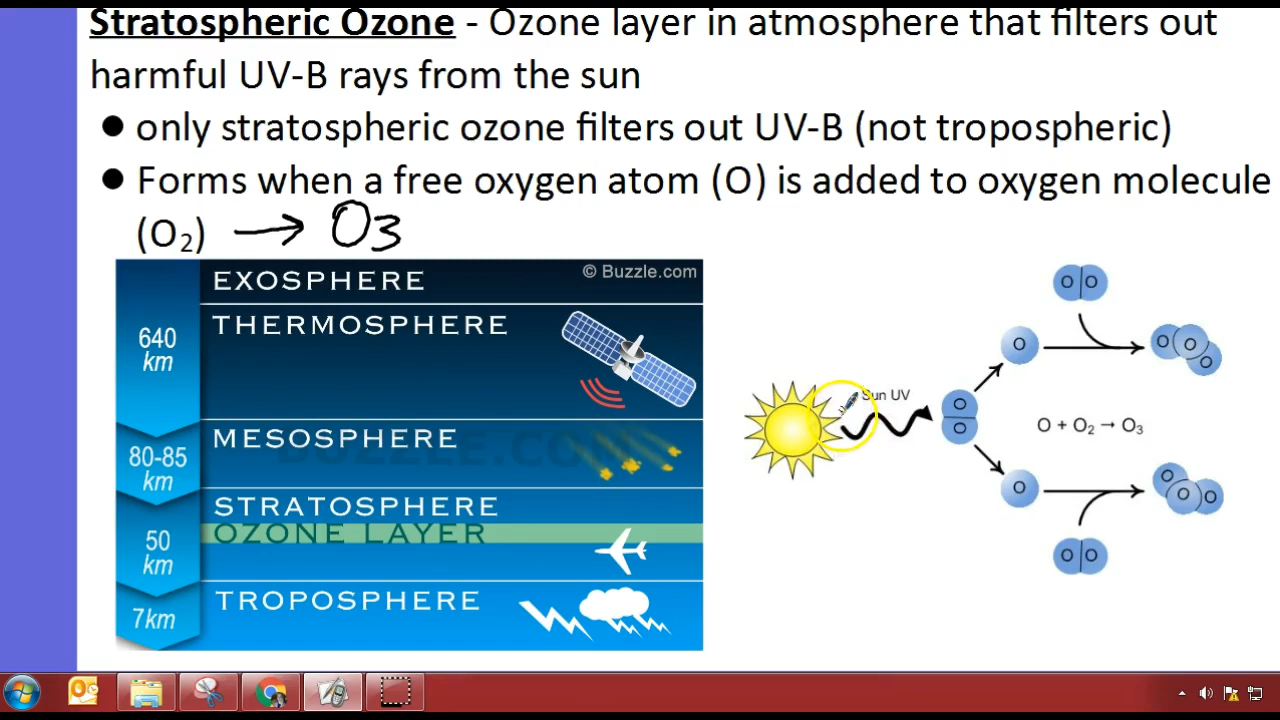 Stratospheric Ozone - Ozone layer in atmosphere that filters out
harmful UV-B rays from the sun
● only stratospheric ozone filters out UV-B (not tropospheric)
● Forms when a free oxygen atom (O) is added to oxygen molecule
(O₂) → O3
EXOSPHERE
© Buzzle.com
THERMOSPHERE
640
km
MESOSPHERE
BUZZLE.COM
80-85
km
STRATOSPHERE
OZONE LAYER
50
km
TROPOSPHERE
7km
Sun UV
O O
O
O O O
O
O
O + O₂ → O₃
O
O O O
O O